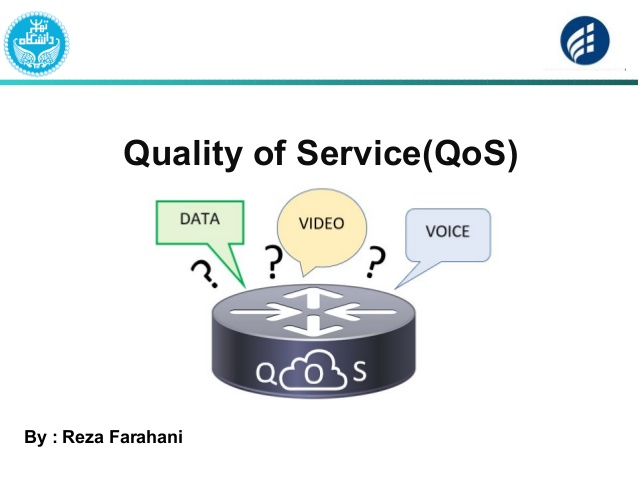 Quality of Service(QoS)
DATA
VIDEO
VOICE
? ? ?
QOS
By : Reza Farahani